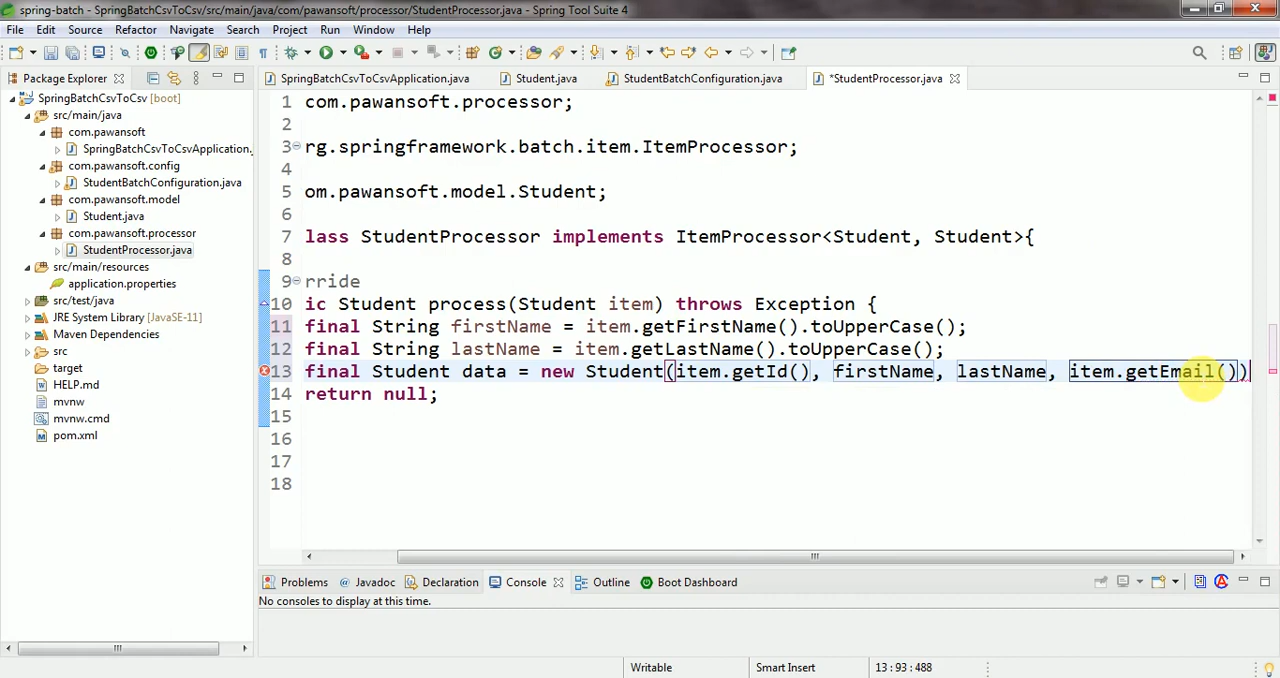 spring-batch - SpringBatchCsvToCsv/src/main/java/com/pawansoft/processor/StudentProcessor.java - Spring Tool Suite 4
File Edit Source Refactor Navigate Search Project Run Window Help
Package Explorer
SpringBatchCsvToCsvApplication.java
Student.java
StudentBatchConfiguration.java
*StudentProcessor.java
SpringBatchCsvToCsv [boot]
src/main/java
com.pawansoft
SpringBatchCsvToCsvApplication.
com.pawansoft.config
StudentBatchConfiguration.java
com.pawansoft.model
Student.java
com.pawansoft.processor
StudentProcessor.java
src/main/resources
application.properties
src/test/java
JRE System Library [JavaSE-11]
Maven Dependencies
src
target
HELP.md
mvnw
mvnw.cmd
pom.xml
1 com.pawansoft.processor;
2
3 rg.springframework.batch.item.ItemProcessor;
4
5 om.pawansoft.model.Student;
6
7 lass StudentProcessor implements ItemProcessor<Student, Student>{
8
9 rride
10 ic Student process(Student item) throws Exception {
11 final String firstName = item.getFirstName().toUpperCase();
12 final String lastName = item.getLastName().toUpperCase();
13 final Student data = new Student(item.getId(), firstName, lastName, item.getEmail())
14 return null;
15
16
17
18
Problems @ Javadoc Declaration Console Outline Boot Dashboard
No consoles to display at this time.
Writable Smart Insert 13 : 93 : 488